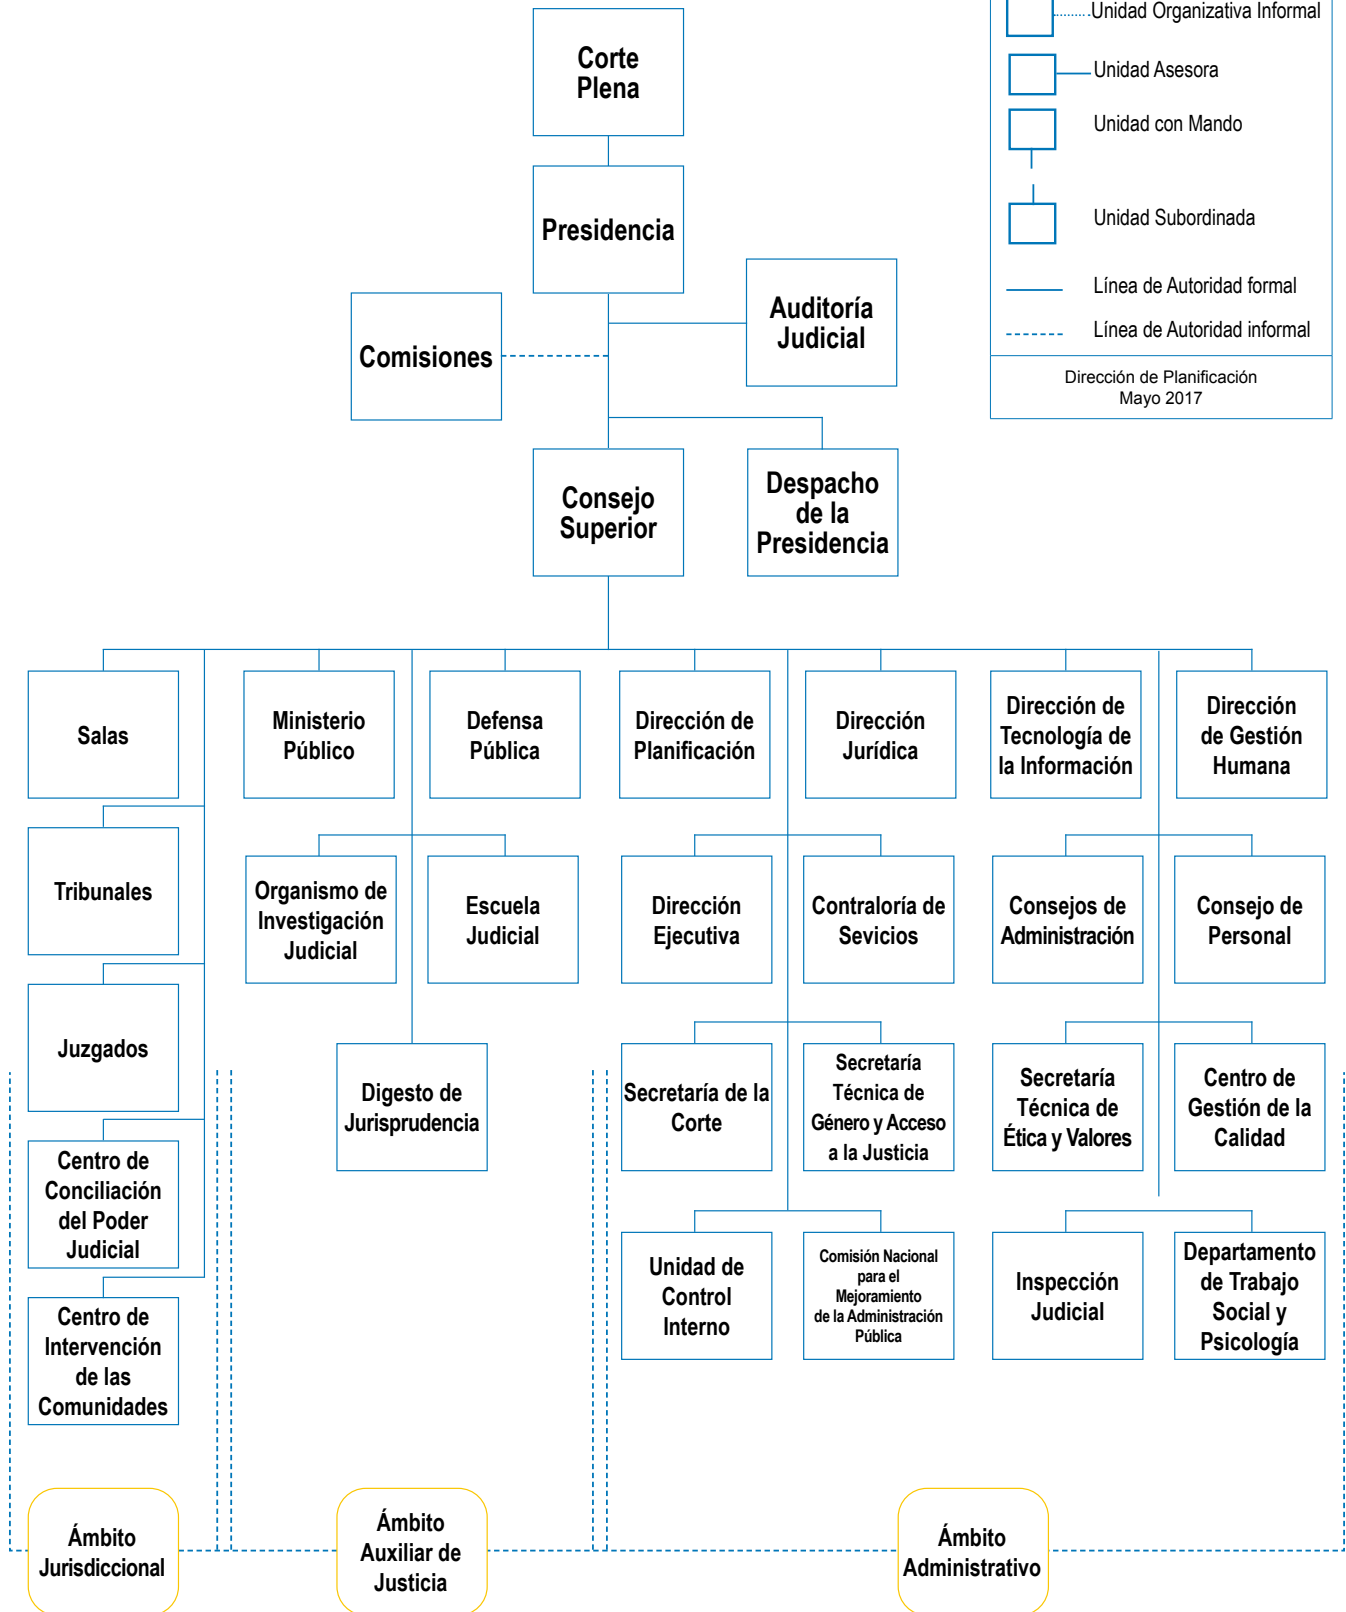 Corte
Plena
Presidencia
Comisiones
Auditoría
Judicial
Consejo
Superior
Despacho
de la
Presidencia
Unidad Organizativa Informal
Unidad Asesora
Unidad con Mando
Unidad Subordinada
Línea de Autoridad formal
Línea de Autoridad informal
Dirección de Planificación
Mayo 2017
Salas
Ministerio
Público
Defensa
Pública
Dirección de
Planificación
Dirección
Jurídica
Dirección de
Tecnología de
la Información
Dirección
de Gestión
Humana
Tribunales
Organismo de
Investigación
Judicial
Escuela
Judicial
Dirección
Ejecutiva
Contraloría de
Sevicios
Consejos de
Administración
Consejo de
Personal
Juzgados
Digesto de
Jurisprudencia
Secretaría de la
Corte
Secretaría
Técnica de
Género y Acceso
a la Justicia
Secretaría
Técnica de
Ética y Valores
Centro de
Gestión de la
Calidad
Centro de
Conciliación
del Poder
Judicial
Unidad de
Control
Interno
Comisión Nacional
para el
Mejoramiento
de la Administración
Pública
Inspección
Judicial
Departamento
de Trabajo
Social y
Psicología
Centro de
Intervención
de las
Comunidades
Ámbito
Jurisdiccional
Ámbito
Auxiliar de
Justicia
Ámbito
Administrativo